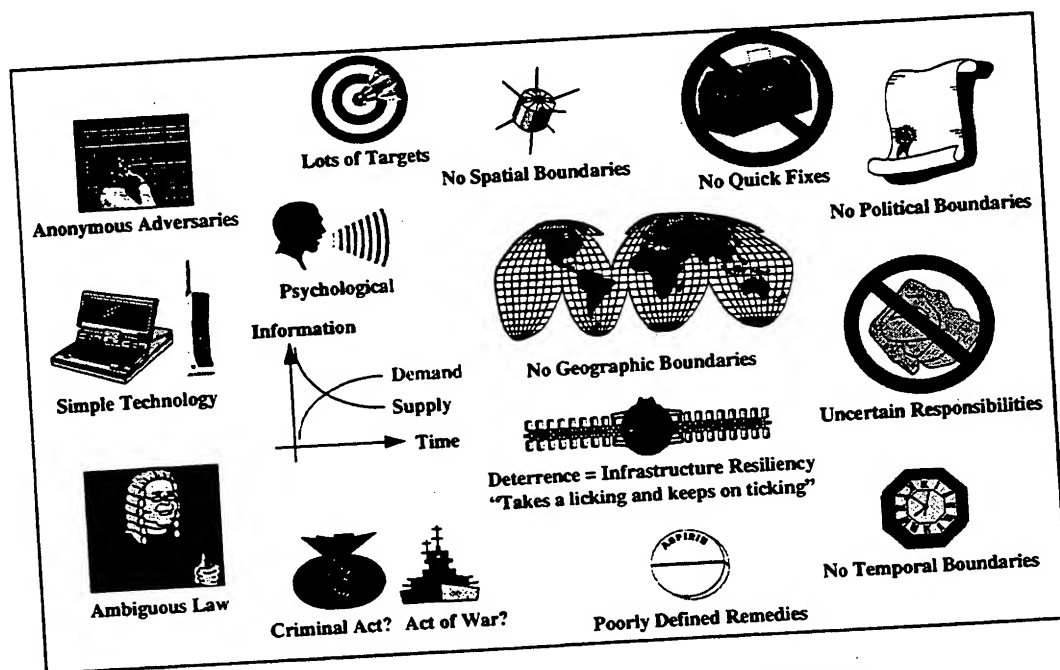 Lots of Targets
No Spatial Boundaries
No Quick Fixes
No Political Boundaries
Anonymous Adversaries
Psychological
No Geographic Boundaries
Simple Technology
Information
Demand
Supply
Time
Uncertain Responsibilities
Deterrence = Infrastructure Resiliency
“Takes a licking and keeps on ticking”
Ambiguous Law
Criminal Act?
Act of War?
ASPIRIN
Poorly Defined Remedies
No Temporal Boundaries